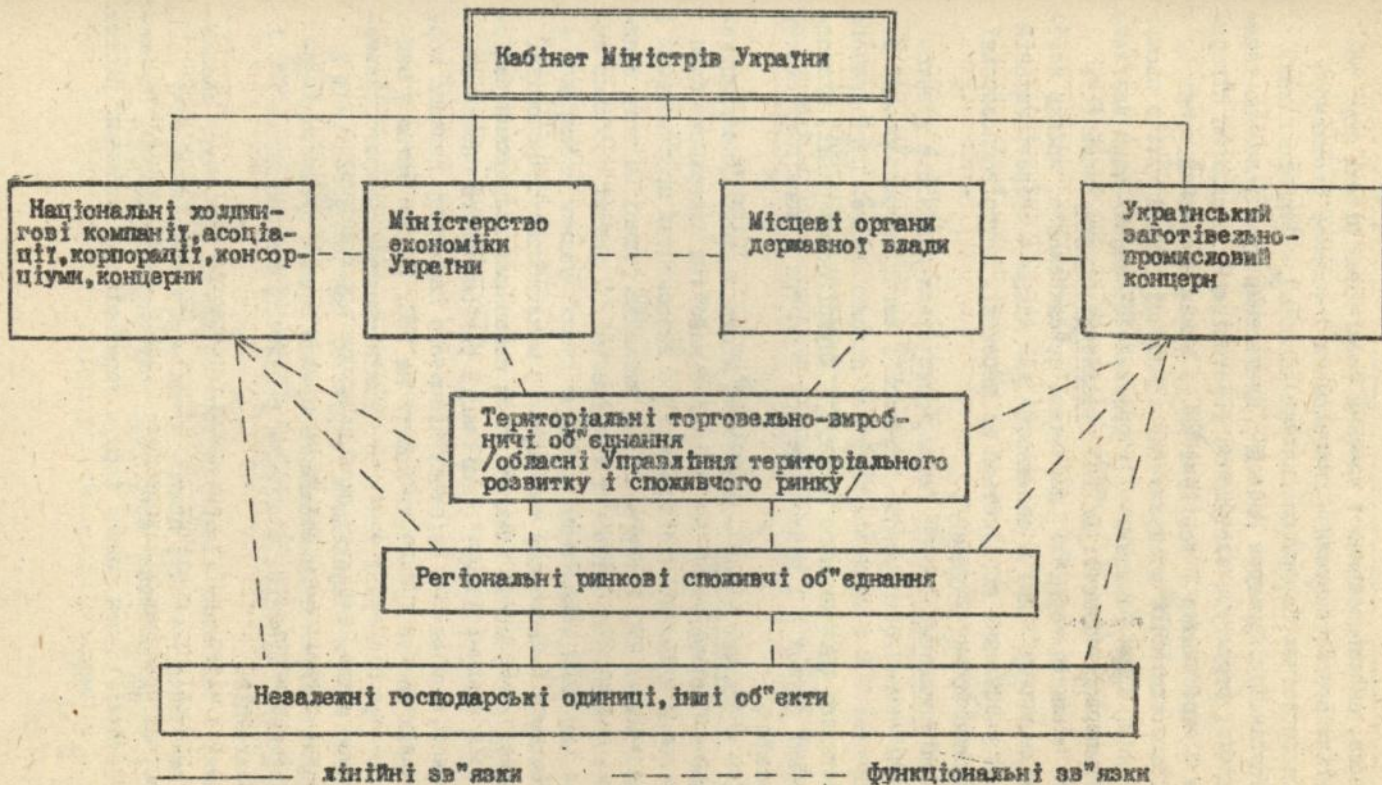 Кабінет Міністрів України
Національні холдин-
гові компанії,асоціа-
ції,корпорації,консор-
ціуми,концерни
Міністерство
економіки
України
Місцеві органи
державної влади
Український
заготівельно-
промисловий
концерн
Територіальні торговельно-вироб-
ничі об"єднання
/обласні Управління територіального
розвитку і споживчого ринку/
Регіональні ринкові споживчі об"єднання
Незалежні господарські одиниці,інші об"єкти
лінійні зв"язки
функціональні зв"язки